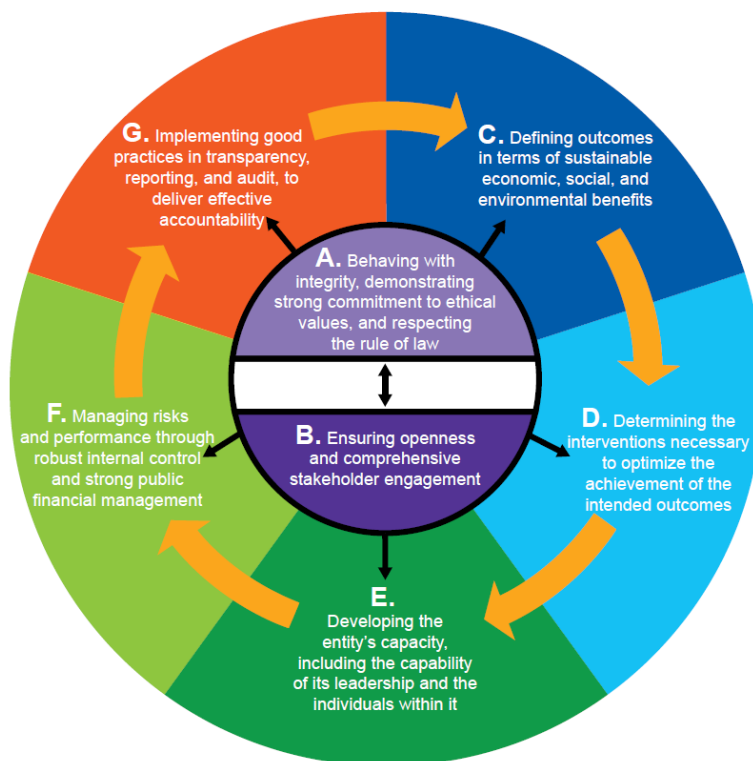 A. Behaving with
integrity, demonstrating
strong commitment to ethical
values, and respecting
the rule of law
B. Ensuring openness
and comprehensive
stakeholder engagement
C. Defining outcomes
in terms of sustainable
economic, social, and
environmental benefits
D. Determining the
interventions necessary
to optimize the
achievement of the
intended outcomes
E.
Developing the
entity’s capacity,
including the capability
of its leadership and the
individuals within it
F. Managing risks
and performance through
robust internal control
and strong public
financial management
G. Implementing good
practices in transparency,
reporting, and audit, to
deliver effective
accountability